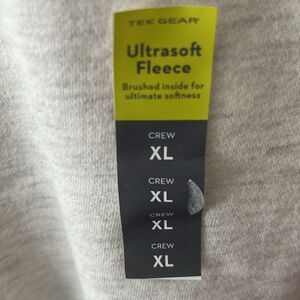 TEK GEAR
Ultrasoft
Fleece
Brushed inside for
ultimate softness
CREW
XL
CREW
XL
CREW
XL
CREW
XL